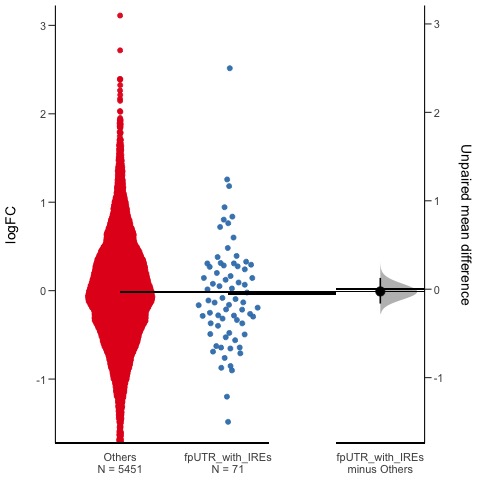 3
2
1
0
-1
logFC
3
2
1
0
-1
Unpaired mean difference
Others
N = 5451
fpUTR_with_IREs
N = 71
fpUTR_with_IREs
minus Others